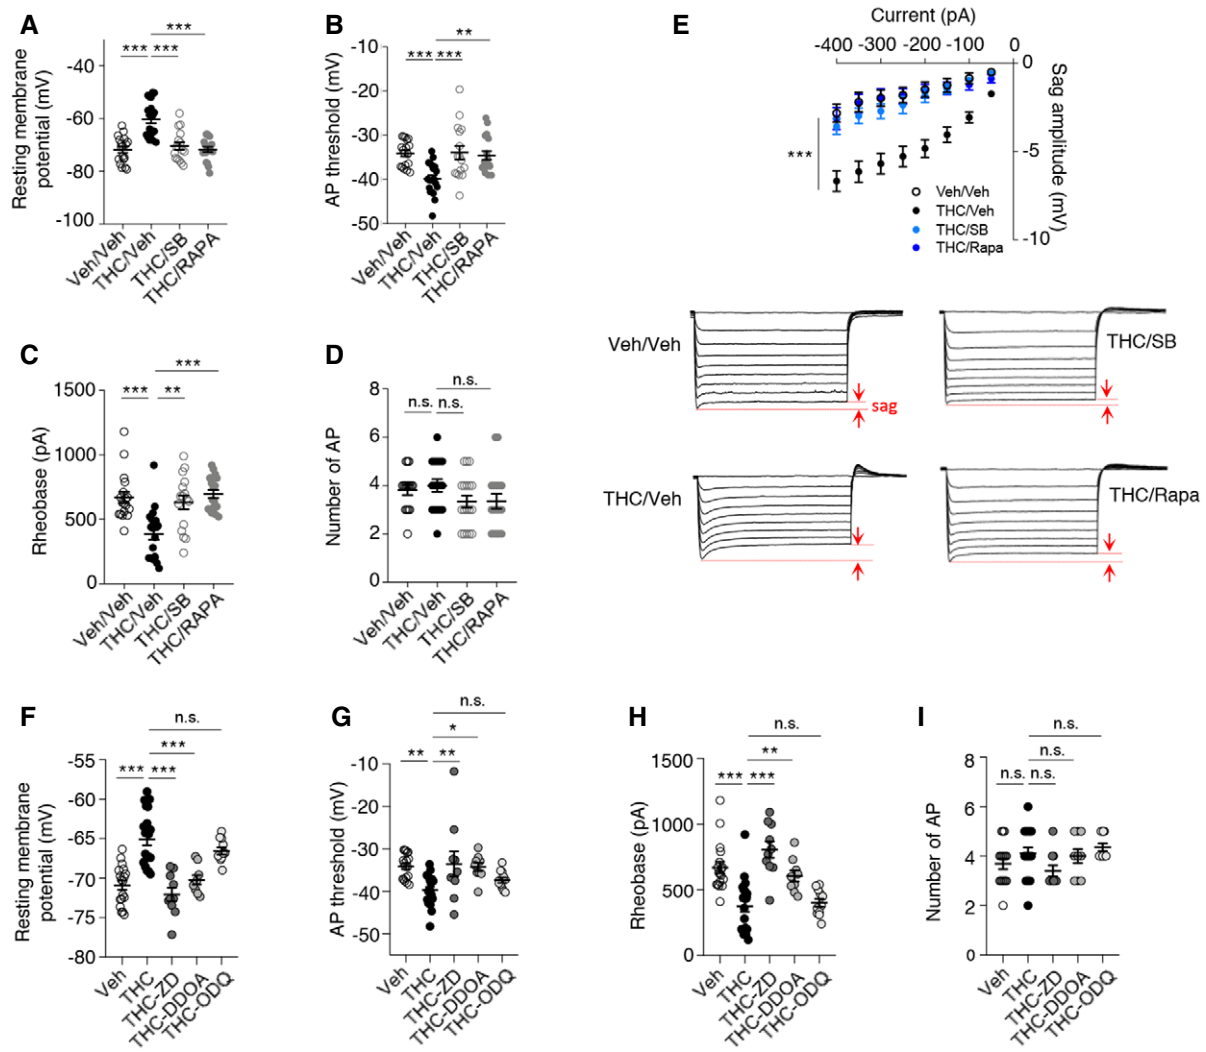 A
Resting membrane
potential (mV)
-40
-60
-80
-100
***
*** ***
Veh/Veh
THC/Veh
THC/SB
THC/RAPA
B
AP threshold (mV)
-10
-20
-30
-40
-50
**
*** ***
Veh/Veh
THC/Veh
THC/SB
THC/RAPA
E
Current (pA)
-400 -300 -200 -100 0
0
-5
-10
Sag amplitude (mV)
***
Veh/Veh
THC/Veh
THC/SB
THC/Rapa
Veh/Veh
sag
THC/SB
THC/Veh
THC/Rapa
C
Rheobase (pA)
1500
1000
500
0
***
*** **
Veh/Veh
THC/Veh
THC/SB
THC/RAPA
D
Number of AP
8
6
4
2
0
n.s.
n.s. n.s.
Veh/Veh
THC/Veh
THC/SB
THC/RAPA
F
Resting membrane
potential (mV)
-55
-60
-65
-70
-75
-80
n.s.
***
*** ***
Veh
THC
THC-ZD
THC-DDOA
THC-ODQ
G
AP threshold (mV)
-10
-20
-30
-40
-50
n.s.
*
** **
Veh
THC
THC-ZD
THC-DDOA
THC-ODQ
H
Rheobase (pA)
1500
1000
500
0
n.s.
**
*** ***
Veh
THC
THC-ZD
THC-DDOA
THC-ODQ
I
Number of AP
8
6
4
2
0
n.s.
n.s.
n.s. n.s.
Veh
THC
THC-ZD
THC-DDOA
THC-ODQ